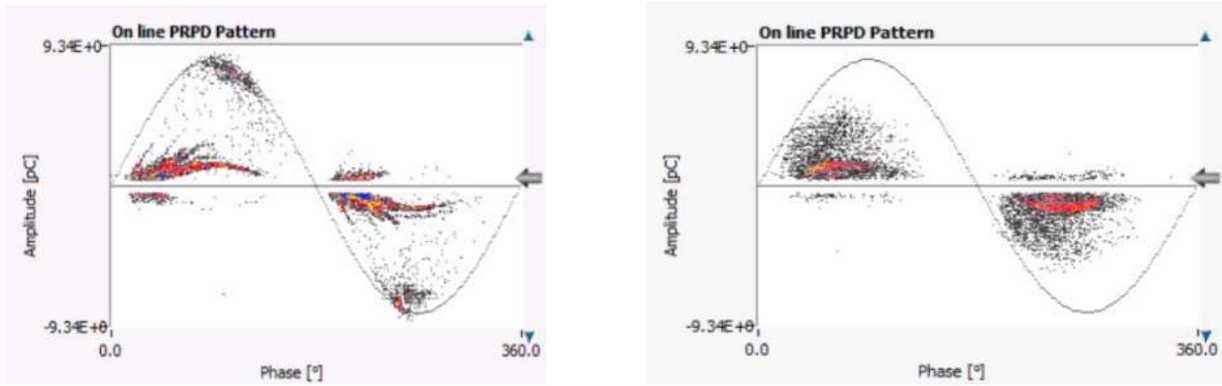 On line PRPD Pattern
9.34E+0
Amplitude [pC]
-9.34E+0
0.0
360.0
Phase [°]
On line PRPD Pattern
9.34E+0
Amplitude [pC]
-9.34E+0
0.0
360.0
Phase [°]